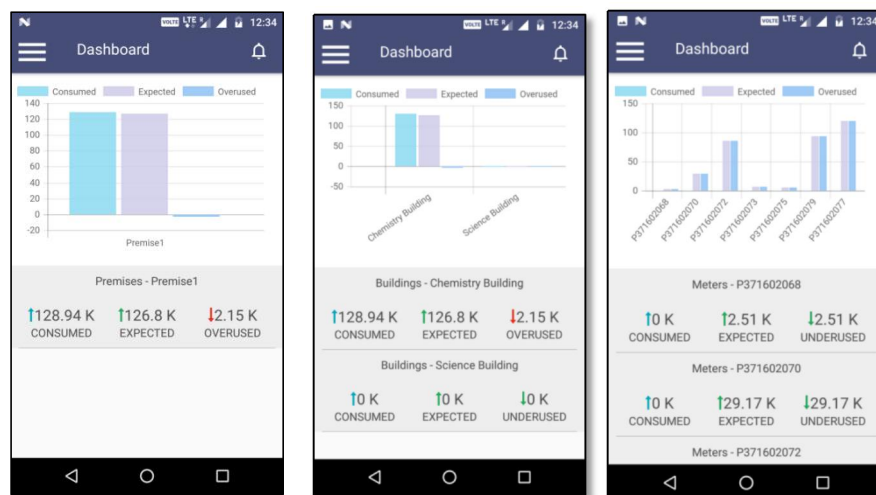 VOLTE LTE R 12:34
Dashboard
Consumed Expected Overused
140
120
100
80
60
40
20
0
-20
Premise1
Premises - Premise1
128.94 K 126.8 K 2.15 K
CONSUMED EXPECTED OVERUSED
VOLTE LTE R 12:34
Dashboard
Consumed Expected Overused
150
100
50
0
-50
Chemistry Building Science Building
Buildings - Chemistry Building
128.94 K 126.8 K 2.15 K
CONSUMED EXPECTED OVERUSED
Buildings - Science Building
0 K 0 K 0 K
CONSUMED EXPECTED UNDERUSED
VOLTE LTE R 12:34
Dashboard
Consumed Expected Overused
150
100
50
0
P371602068 P371602070 P371602072 P371602073 P371602075 P371602079 P371602077
Meters - P371602068
0 K 2.51 K 2.51 K
CONSUMED EXPECTED UNDERUSED
Meters - P371602070
0 K 29.17 K 29.17 K
CONSUMED EXPECTED UNDERUSED
Meters - P371602072